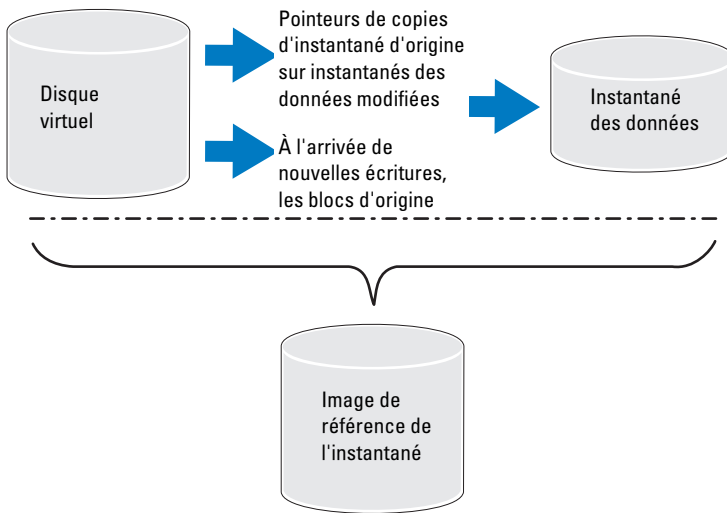 Pointeurs de copies
d'instantané d'origine
sur instantanés des
données modifiées
Disque
virtuel
Instantané
des données
À l'arrivée de
nouvelles écritures,
les blocs d'origine
Image de
référence de
l'instantané